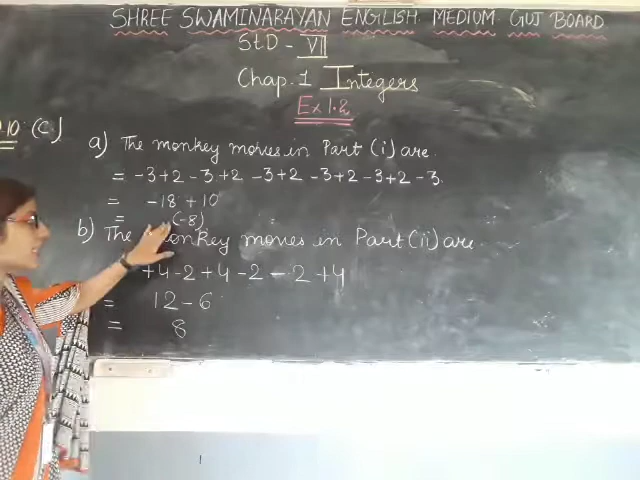 SHREE SWAMINARAYAN ENGLISH MEDIUM GUJ BOARD
Std - VII
Chap. 1 Integers
Ex 1.2
10 (C)
a) The monkey moves in Part (i) are.
= -3+2-3+2 -3+2 -3+2-3+2-3
= -18 +10
= (-8)
b) The monkey moves in Part (ii) are
+4-2+4-2-2+4
= 12-6
= 8